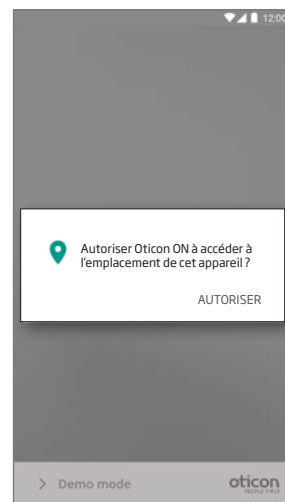 12:00
Autoriser Oticon ON à accéder à
l'emplacement de cet appareil ?
AUTORISER
> Demo mode
oticon
PEOPLE FIRST